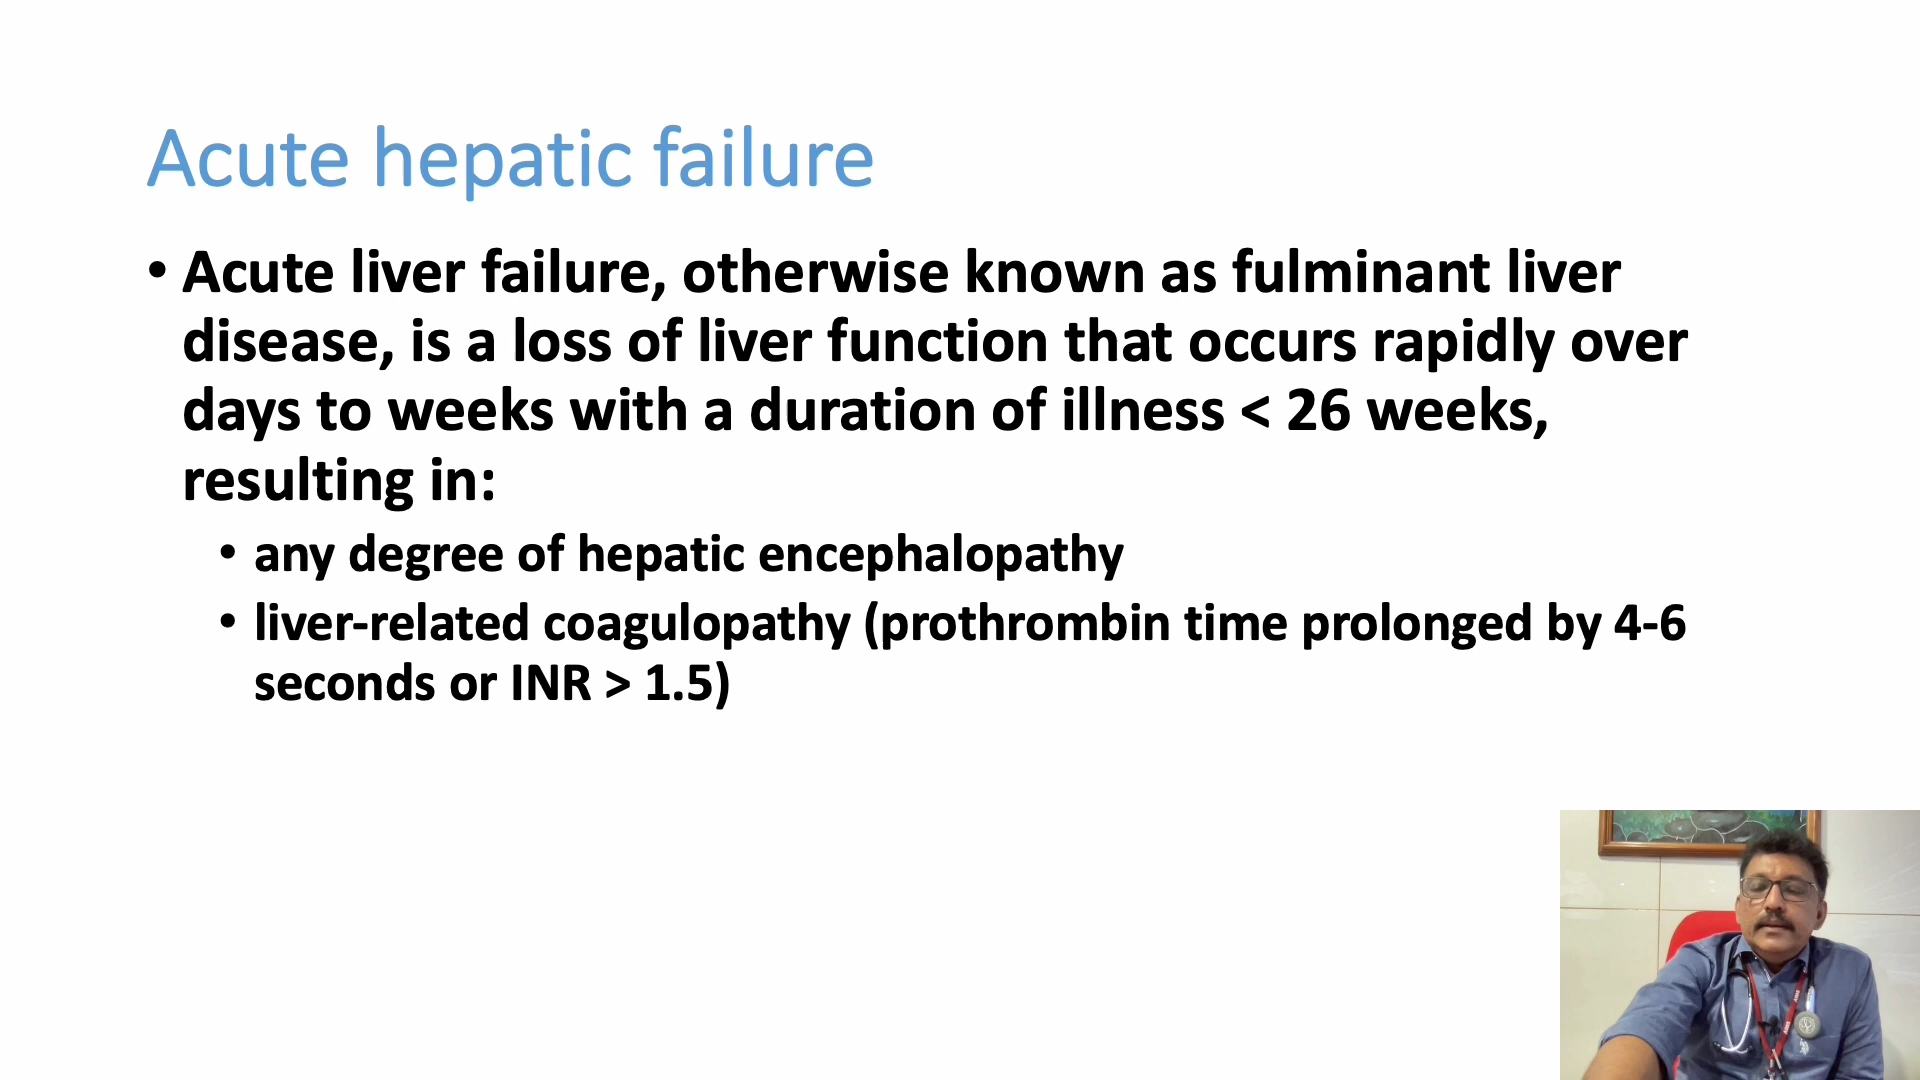 Acute hepatic failure
• Acute liver failure, otherwise known as fulminant liver
disease, is a loss of liver function that occurs rapidly over
days to weeks with a duration of illness < 26 weeks,
resulting in:
• any degree of hepatic encephalopathy
• liver-related coagulopathy (prothrombin time prolonged by 4-6
seconds or INR > 1.5)